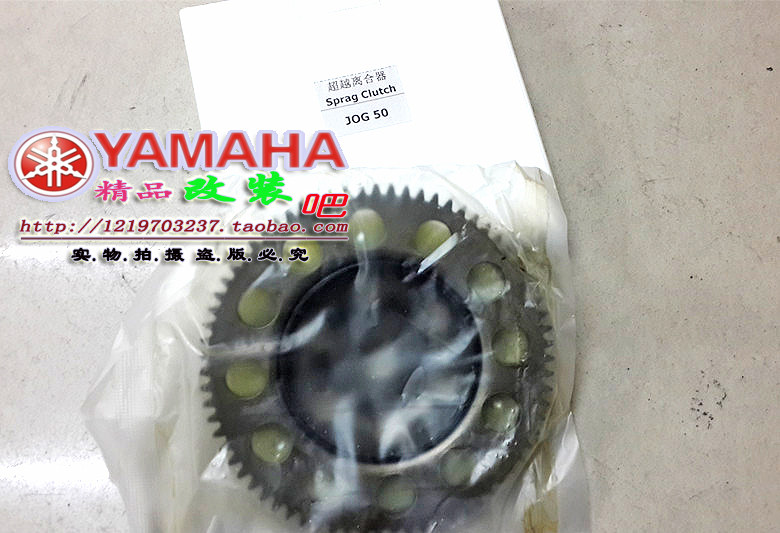 超越离合器
Sprag Clutch
JOG 50
YAMAHA
精品改装吧
http://1219703237.taobao.com
实.物.拍.摄 盗.版.必.究